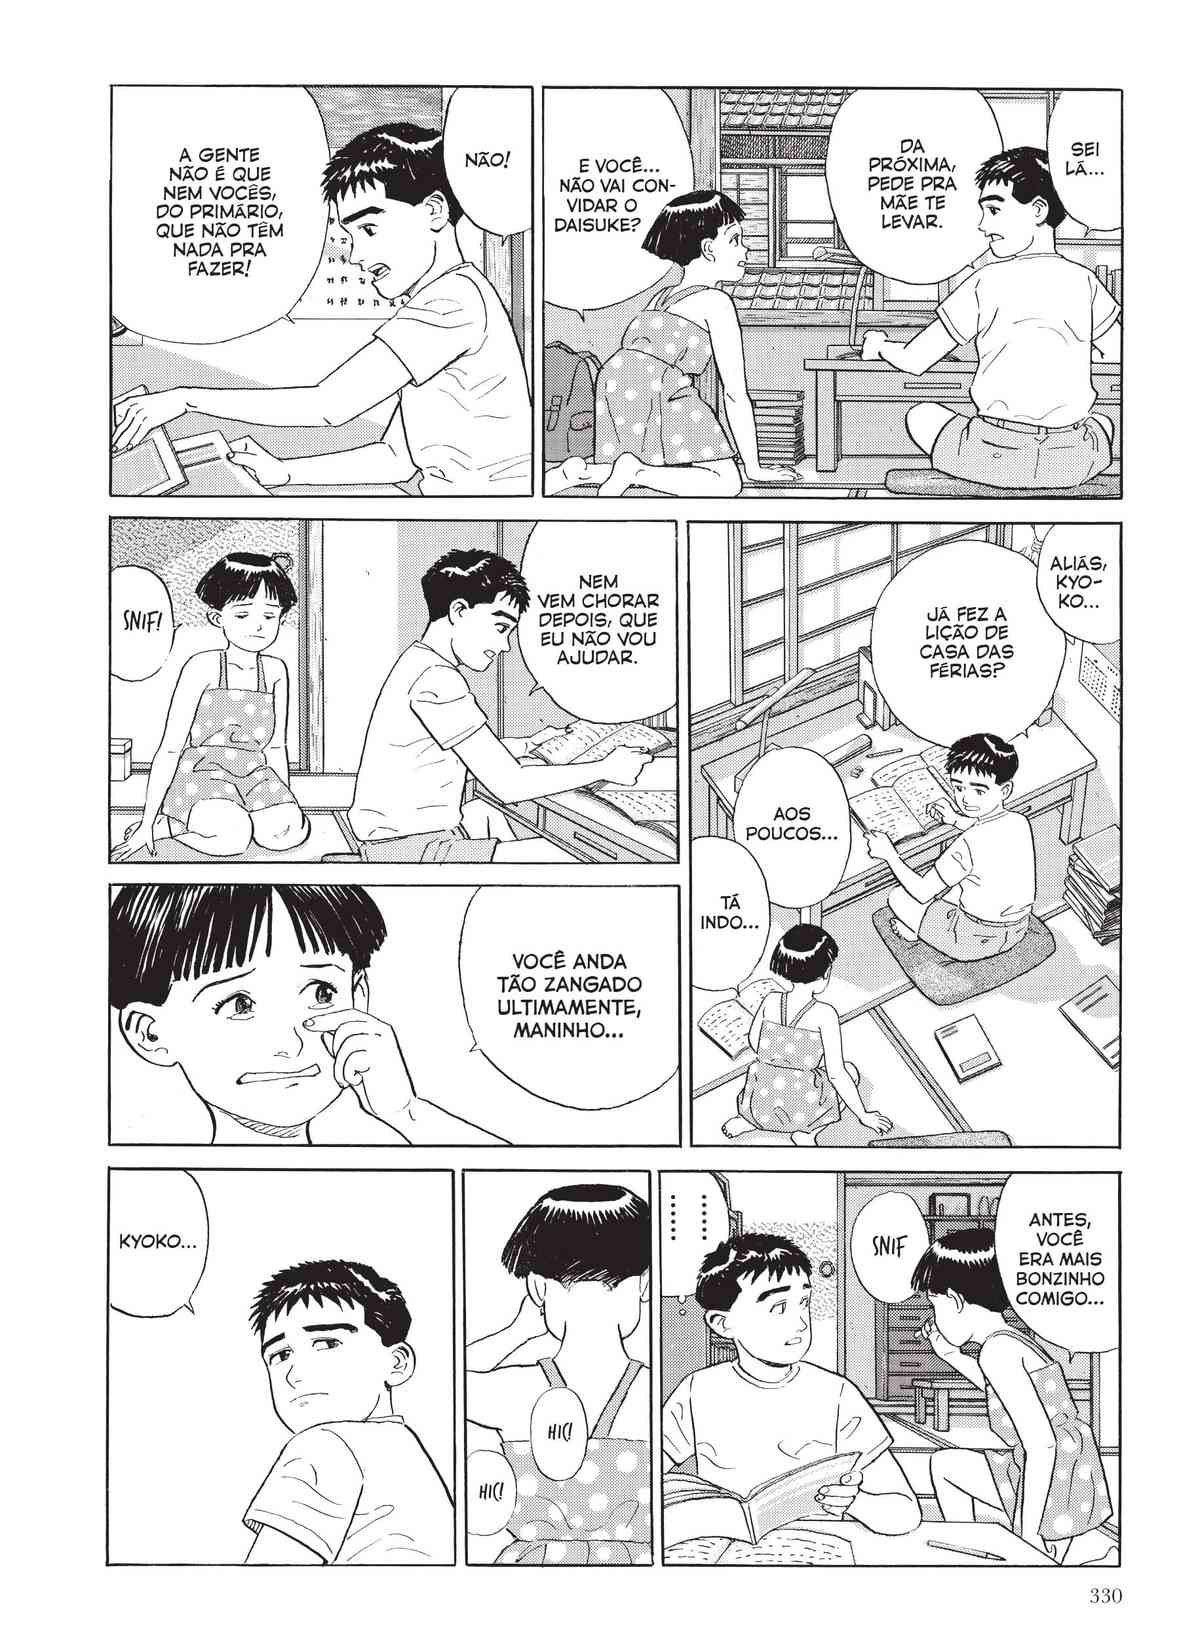 SEI
LÁ...
DA
PRÓXIMA,
PEDE PRA
MÃE TE
LEVAR.
E VOCÊ...
NÃO VAI CON-
VIDAR O
DAISUKE?
NÃO!
A GENTE
NÃO É QUE
NEM VOCÊS,
DO PRIMÁRIO,
QUE NÃO TÊM
NADA PRA
FAZER!
ALIÁS,
KYO-
KO...
JÁ FEZ A
LIÇÃO DE
CASA DAS
FÉRIAS?
AOS
POUCOS...
TÁ
INDO...
NEM
VEM CHORAR
DEPOIS, QUE
EU NÃO VOU
AJUDAR.
SNIF!
VOCÊ ANDA
TÃO ZANGADO
ULTIMAMENTE,
MANINHO...
ANTES,
VOCÊ
ERA MAIS
BONZINHO
COMIGO...
SNIF
HIC!
HIC!
KYOKO...
330